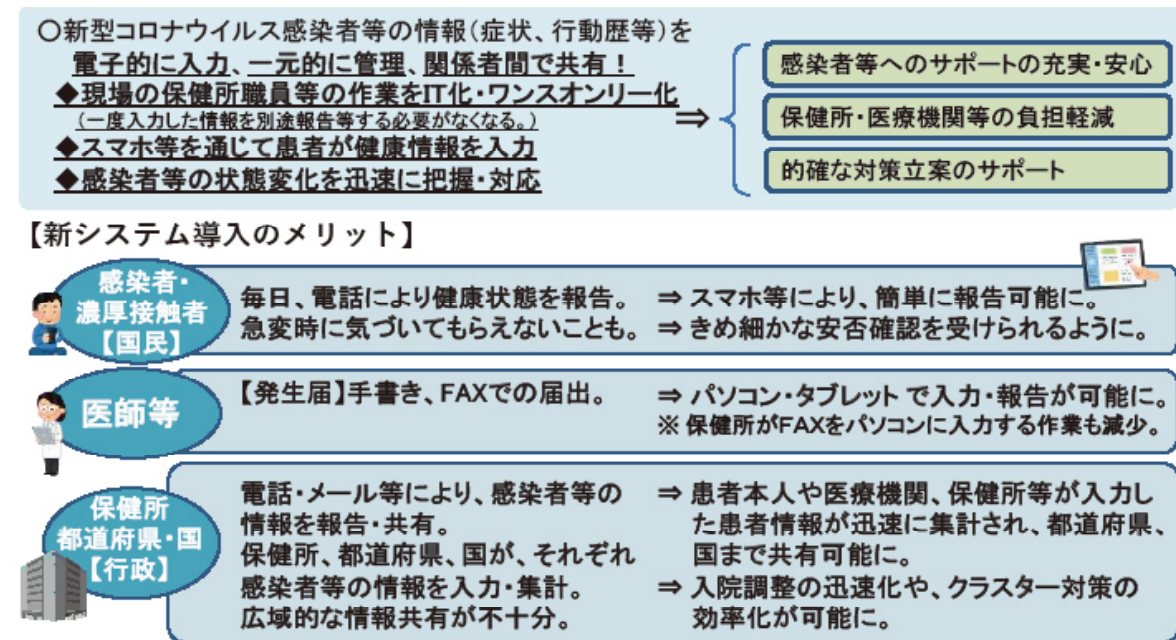 ○新型コロナウイルス感染者等の情報（症状、行動歴等）を
電子的に入力、一元的に管理、関係者間で共有！
◆現場の保健所職員等の作業をIT化・ワンスオンリー化
（一度入力した情報を別途報告等する必要がなくなる。）
◆スマホ等を通じて患者が健康情報を入力
◆感染者等の状態変化を迅速に把握・対応
⇒
感染者等へのサポートの充実・安心
保健所・医療機関等の負担軽減
的確な対策立案のサポート
【新システム導入のメリット】
感染者・
濃厚接触者
【国民】
毎日、電話により健康状態を報告。
急変時に気づいてもらえないことも。
⇒ スマホ等により、簡単に報告可能に。
⇒ きめ細かな安否確認を受けられるように。
医師等
【発生届】手書き、FAXでの届出。
⇒ パソコン・タブレット で入力・報告が可能に。
※ 保健所がFAXをパソコンに入力する作業も減少。
保健所
都道府県・国
【行政】
電話・メール等により、感染者等の
情報を報告・共有。
保健所、都道府県、国が、それぞれ
感染者等の情報を入力・集計。
広域的な情報共有が不十分。
⇒ 患者本人や医療機関、保健所等が入力し
た患者情報が迅速に集計され、都道府県、
国まで共有可能に。
⇒ 入院調整の迅速化や、クラスター対策の
効率化が可能に。